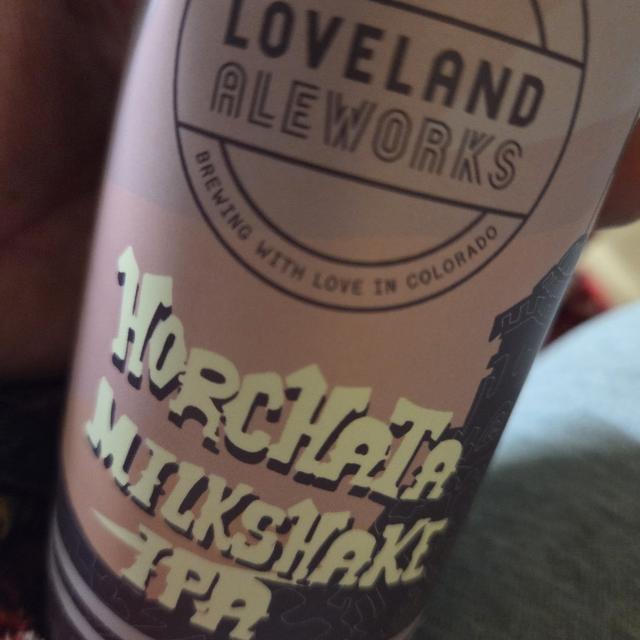 LOVELAND
ALEWORKS
BREWING WITH LOVE IN COLORADO
HORCHATA
MILKSHAKE
IPA